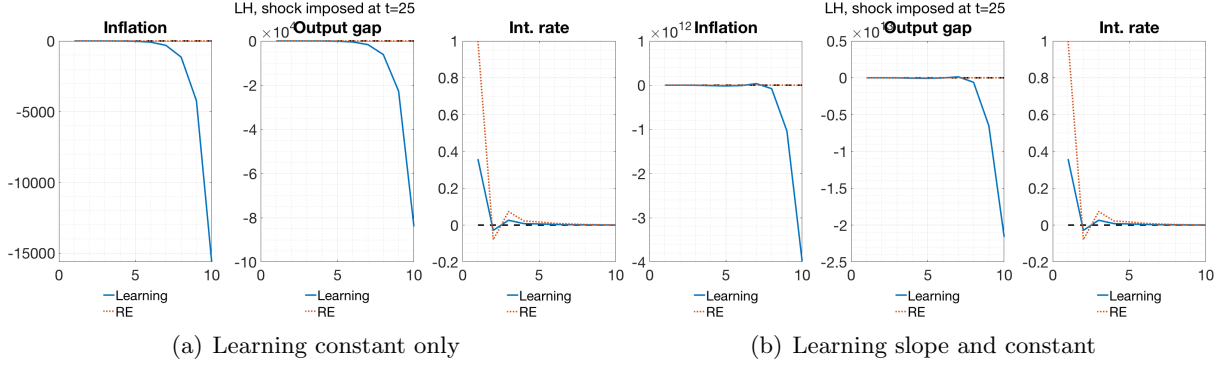 LH, shock imposed at t=25
Inflation
0
-5000
-10000
-15000
0 5 10
Learning
RE
×10⁴ Output gap
0
-2
-4
-6
-8
-10
0 5 10
Learning
RE
Int. rate
1
0.8
0.6
0.4
0.2
0
-0.2
0 5 10
Learning
RE
(a) Learning constant only
LH, shock imposed at t=25
×10¹² Inflation
1
0
-1
-2
-3
-4
0 5 10
Learning
RE
Output gap
0.5
0
-0.5
-1
-1.5
-2
-2.5
0 5 10
Learning
RE
Int. rate
1
0.8
0.6
0.4
0.2
0
-0.2
0 5 10
Learning
RE
(b) Learning slope and constant